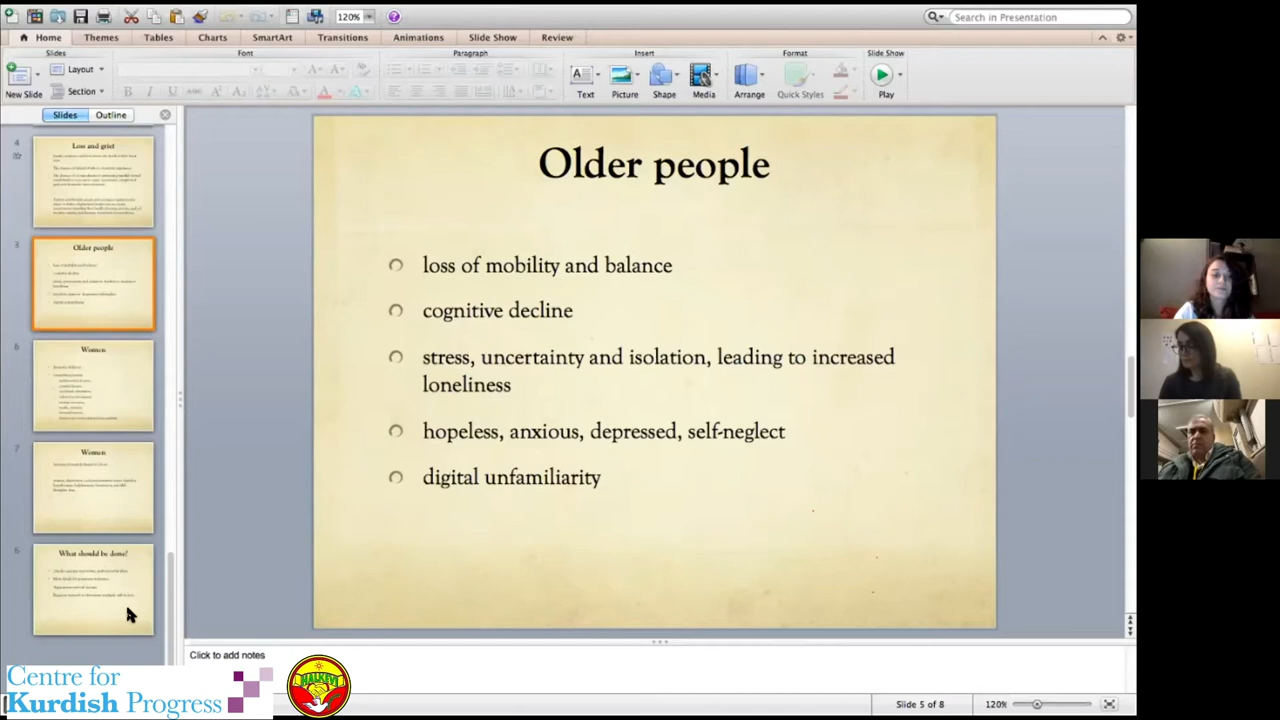 120%
Search in Presentation
Home
Themes
Tables
Charts
SmartArt
Transitions
Animations
Slide Show
Review
Slides
Font
Paragraph
Insert
Format
Slide Show
New Slide
Layout
Section
Text
Picture
Shape
Media
Arrange
Quick Styles
Play
Slides
Outline
4
Loss and grief
Older people
Women
7
Women
What should be done?
Older people
loss of mobility and balance
cognitive decline
stress, uncertainty and isolation, leading to increased
loneliness
hopeless, anxious, depressed, self-neglect
digital unfamiliarity
Click to add notes
Centre for
Kurdish Progress
HALKEVI
Slide 5 of 8
120%